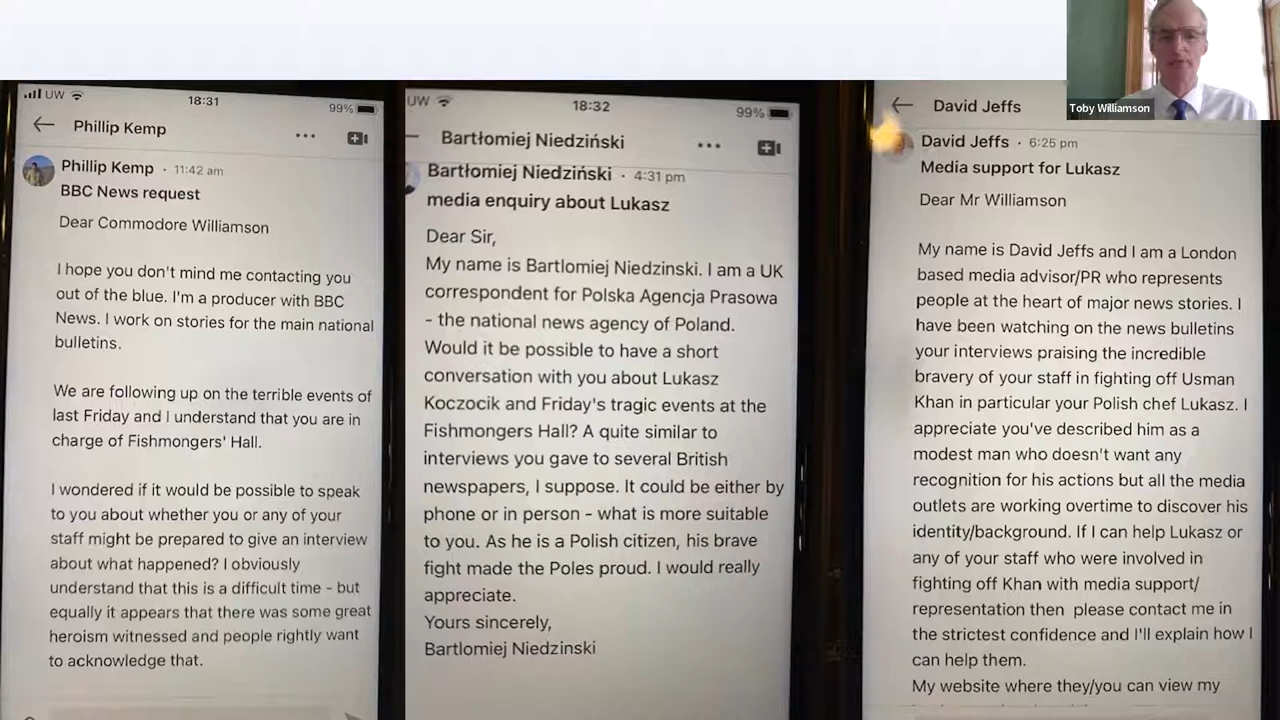 Toby Williamson
UW 18:31 99%
Phillip Kemp
Phillip Kemp · 11:42 am
BBC News request
Dear Commodore Williamson
I hope you don't mind me contacting you
out of the blue. I'm a producer with BBC
News. I work on stories for the main national
bulletins.
We are following up on the terrible events of
last Friday and I understand that you are in
charge of Fishmongers' Hall.
I wondered if it would be possible to speak
to you about whether you or any of your
staff might be prepared to give an interview
about what happened? I obviously
understand that this is a difficult time - but
equally it appears that there was some great
heroism witnessed and people rightly want
to acknowledge that.
UW 18:32 99%
Bartłomiej Niedziński
Bartłomiej Niedziński · 4:31 pm
media enquiry about Lukasz
Dear Sir,
My name is Bartlomiej Niedzinski. I am a UK
correspondent for Polska Agencja Prasowa
- the national news agency of Poland.
Would it be possible to have a short
conversation with you about Lukasz
Koczocik and Friday's tragic events at the
Fishmongers Hall? A quite similar to
interviews you gave to several British
newspapers, I suppose. It could be either by
phone or in person - what is more suitable
to you. As he is a Polish citizen, his brave
fight made the Poles proud. I would really
appreciate.
Yours sincerely,
Bartlomiej Niedzinski
David Jeffs
David Jeffs · 6:25 pm
Media support for Lukasz
Dear Mr Williamson
My name is David Jeffs and I am a London
based media advisor/PR who represents
people at the heart of major news stories. I
have been watching on the news bulletins
your interviews praising the incredible
bravery of your staff in fighting off Usman
Khan in particular your Polish chef Lukasz. I
appreciate you've described him as a
modest man who doesn't want any
recognition for his actions but all the media
outlets are working overtime to discover his
identity/background. If I can help Lukasz or
any of your staff who were involved in
fighting off Khan with media support/
representation then please contact me in
the strictest confidence and I'll explain how I
can help them.
My website where they/you can view my